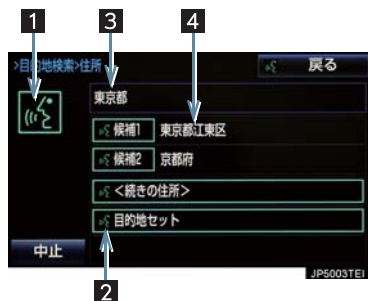 1 3 4
>目的地検索>住所 戻る
東京都
候補1 東京都江東区
候補2 京都府
<続きの住所>
目的地セット
中止
JP5003TEI
2